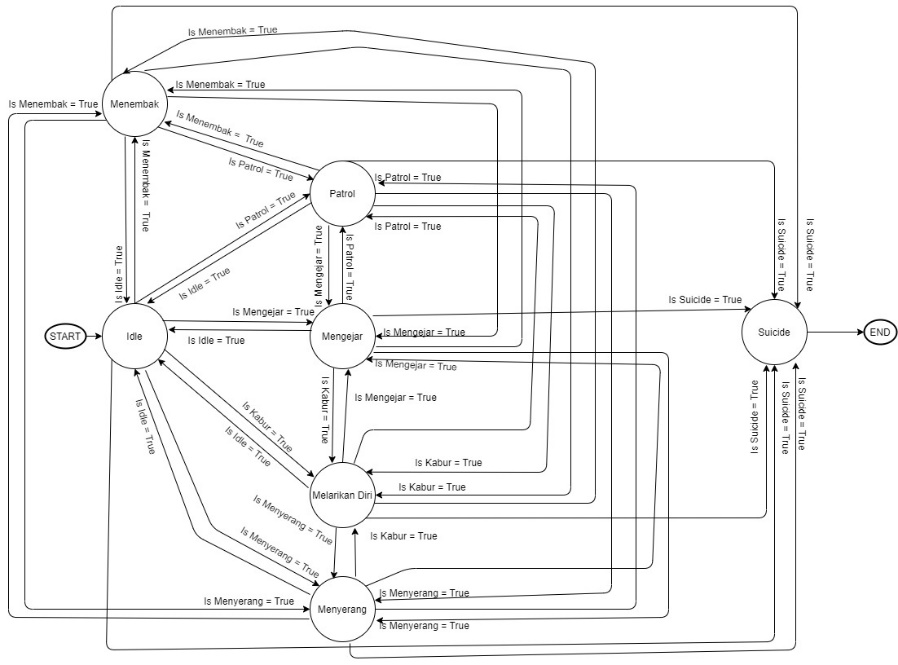 Is Menembak = True
Is Menembak = True
Is Menembak = True
Menembak
Is Menembak = True
Is Patrol = True
Is Menembak = True
Is Patrol = True
Patrol
Is Patrol = True
Is Patrol = True
Is Idle = True
Is Idle = True
Is Mengejar = True
Is Patrol = True
Is Suicide = True
Is Suicide = True
Is Suicide = True
Is Mengejar = True
START
Idle
Is Idle = True
Mengejar
Is Mengejar = True
Suicide
END
Is Mengejar = True
Is Kabur = True
Is Mengejar = True
Is Idle = True
Is Kabur = True
Is Idle = True
Is Suicide = True
Is Suicide = True
Is Suicide = True
Is Kabur = True
Melarikan Diri
Is Kabur = True
Is Menyerang = True
Is Menyerang = True
Is Kabur = True
Is Menyerang = True
Menyerang
Is Menyerang = True
Is Menyerang = True